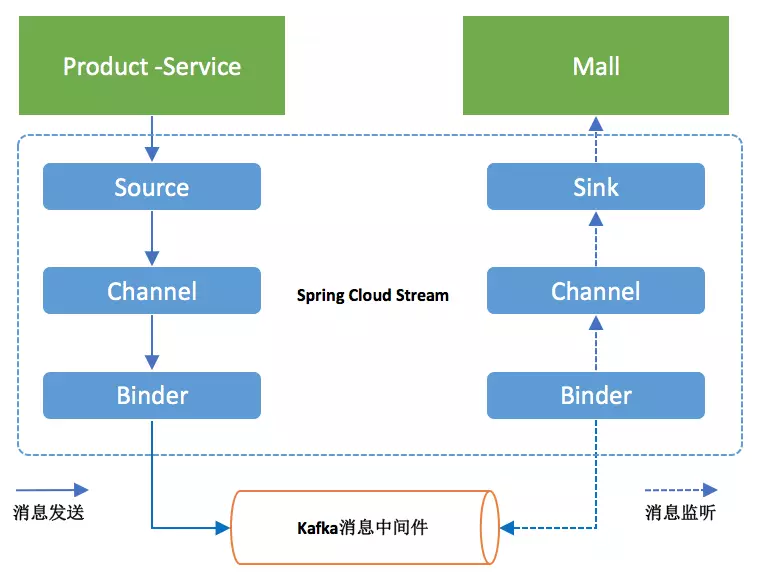 Product -Service
Mall
Source
Sink
Channel
Spring Cloud Stream
Channel
Binder
Binder
消息发送
Kafka消息中间件
消息监听